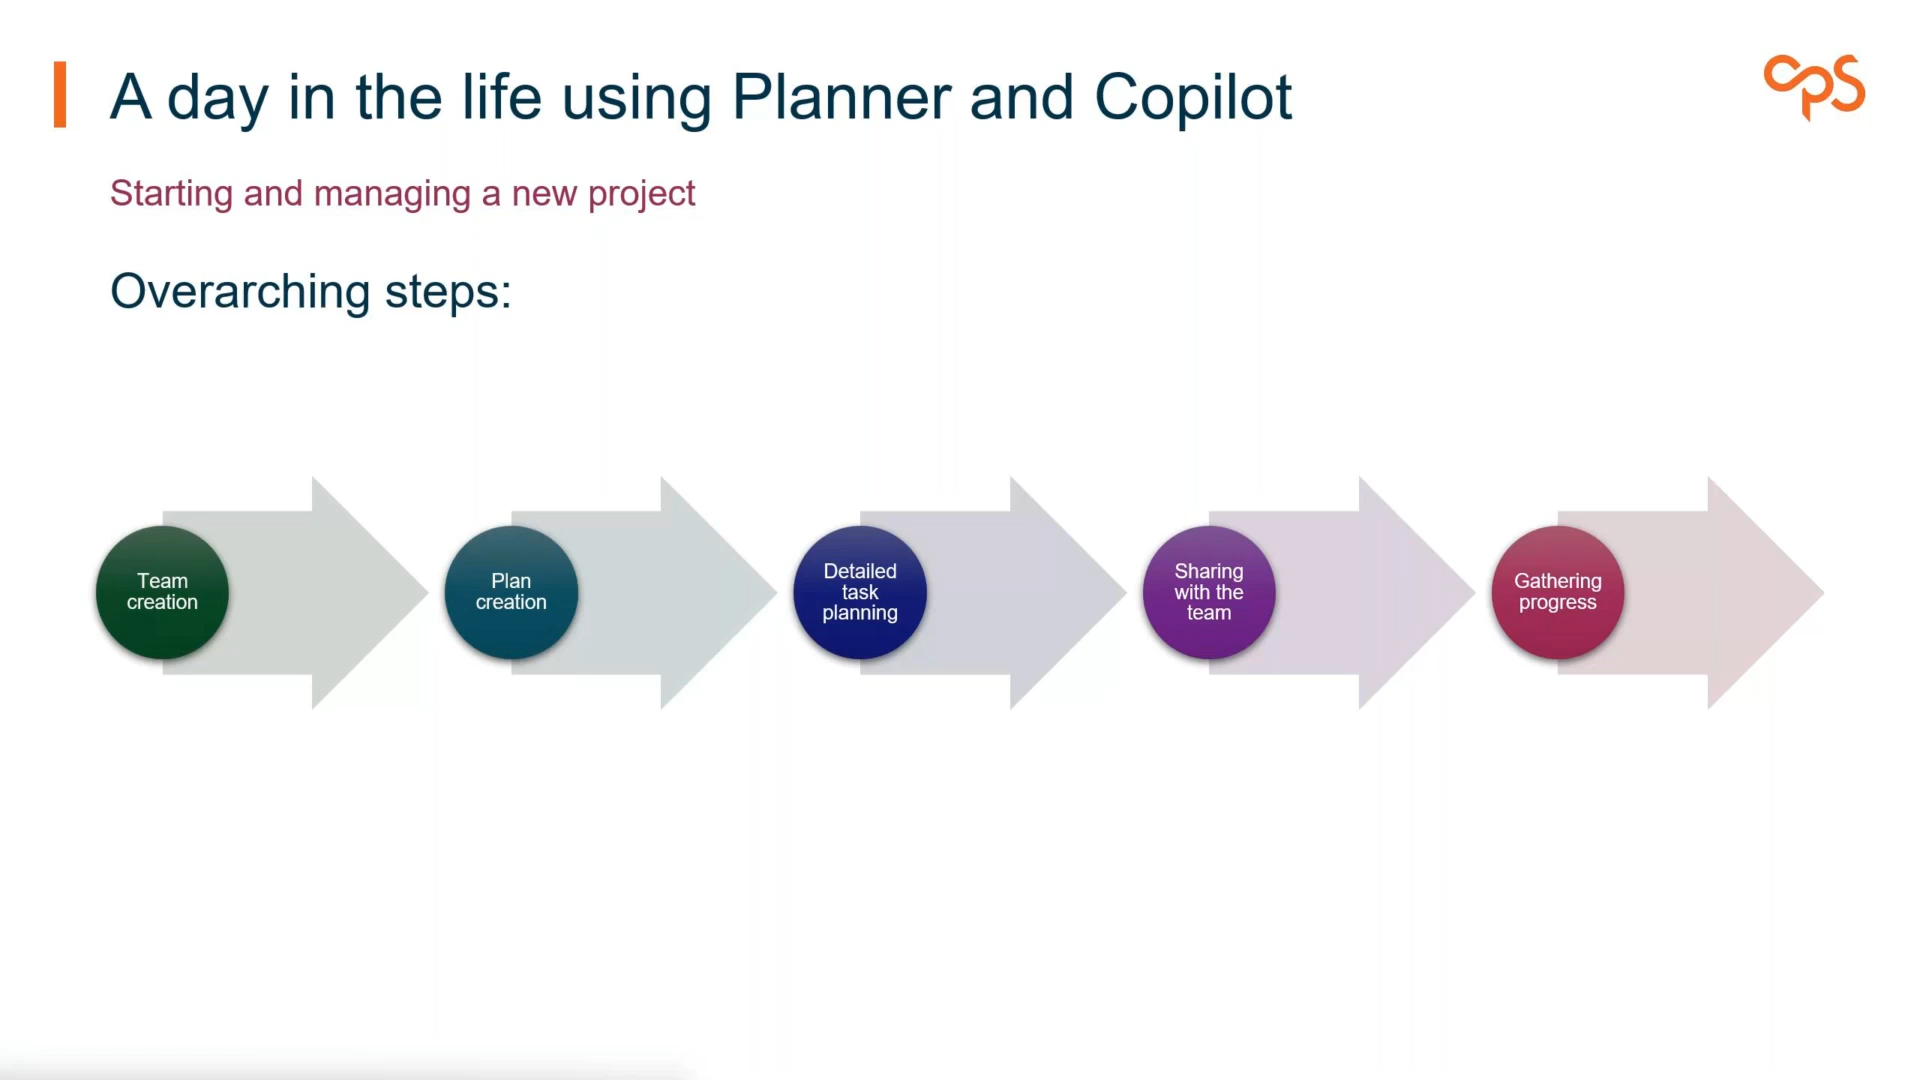 A day in the life using Planner and Copilot
cps
Starting and managing a new project
Overarching steps:
Team
creation
Plan
creation
Detailed
task
planning
Sharing
with the
team
Gathering
progress